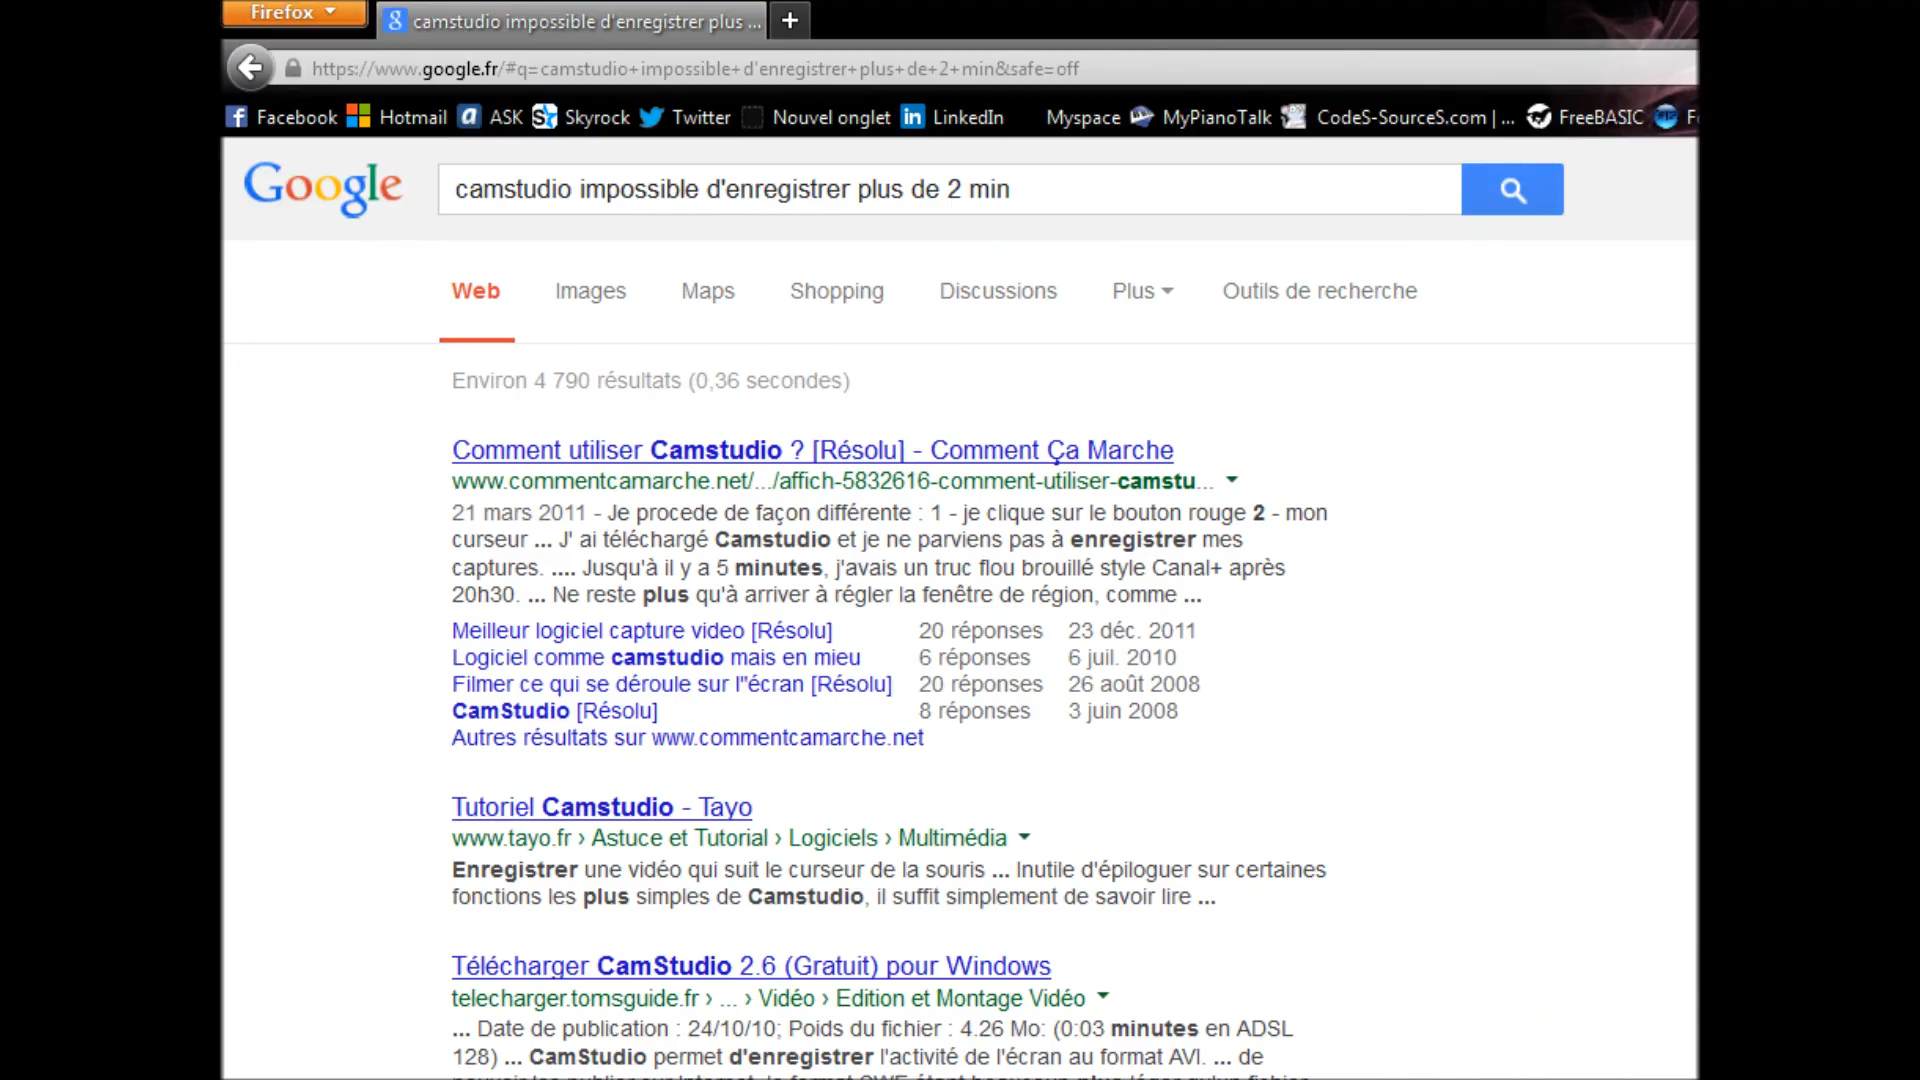 Firefox
camstudio impossible d'enregistrer plus ...
https://www.google.fr/#q=camstudio+impossible+d'enregistrer+plus+de+2+min&safe=off
Facebook Hotmail ASK Skyrock Twitter Nouvel onglet LinkedIn Myspace MyPianoTalk CodeS-SourceS.com | ... FreeBASIC
Google camstudio impossible d'enregistrer plus de 2 min
Web Images Maps Shopping Discussions Plus Outils de recherche
Environ 4 790 résultats (0,36 secondes)
Comment utiliser Camstudio ? [Résolu] - Comment Ça Marche
www.commentcamarche.net/.../affich-5832616-comment-utiliser-camstu...
21 mars 2011 - Je procede de façon différente : 1 - je clique sur le bouton rouge 2 - mon
curseur ... J' ai téléchargé Camstudio et je ne parviens pas à enregistrer mes
captures. .... Jusqu'à il y a 5 minutes, j'avais un truc flou brouillé style Canal+ après
20h30. ... Ne reste plus qu'à arriver à régler la fenêtre de région, comme ...
Meilleur logiciel capture video [Résolu] 20 réponses 23 déc. 2011
Logiciel comme camstudio mais en mieu 6 réponses 6 juil. 2010
Filmer ce qui se déroule sur l"écran [Résolu] 20 réponses 26 août 2008
CamStudio [Résolu] 8 réponses 3 juin 2008
Autres résultats sur www.commentcamarche.net
Tutoriel Camstudio - Tayo
www.tayo.fr › Astuce et Tutorial › Logiciels › Multimédia
Enregistrer une vidéo qui suit le curseur de la souris ... Inutile d'épiloguer sur certaines
fonctions les plus simples de Camstudio, il suffit simplement de savoir lire ...
Télécharger CamStudio 2.6 (Gratuit) pour Windows
telecharger.tomsguide.fr › ... › Vidéo › Edition et Montage Vidéo
... Date de publication : 24/10/10; Poids du fichier : 4.26 Mo: (0:03 minutes en ADSL
128) ... CamStudio permet d'enregistrer l'activité de l'écran au format AVI. ... de